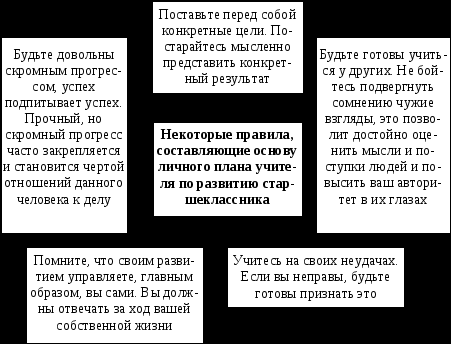 Поставьте перед собой
конкретные цели. По-
старайтесь мысленно
представить конкрет-
ный результат
Будьте довольны
скромным прогрес-
сом, успех
подпитывает успех.
Прочный, но
скромный прогресс
часто закрепляется
и становится чертой
отношений данного
человека к делу
Некоторые правила,
составляющие основу
личного плана учите-
ля по развитию стар-
шеклассника
Будьте готовы учить-
ся у других. Не бой-
тесь подвергнуть
сомнению чужие
взгляды, это позво-
лит достойно оце-
нить мысли и по-
ступки людей и по-
высить ваш автори-
тет в их глазах
Помните, что своим разви-
тием управляете, главным
образом, вы сами. Вы долж-
ны отвечать за ход вашей
собственной жизни
Учитесь на своих неудачах.
Если вы неправы, будьте
готовы признать это